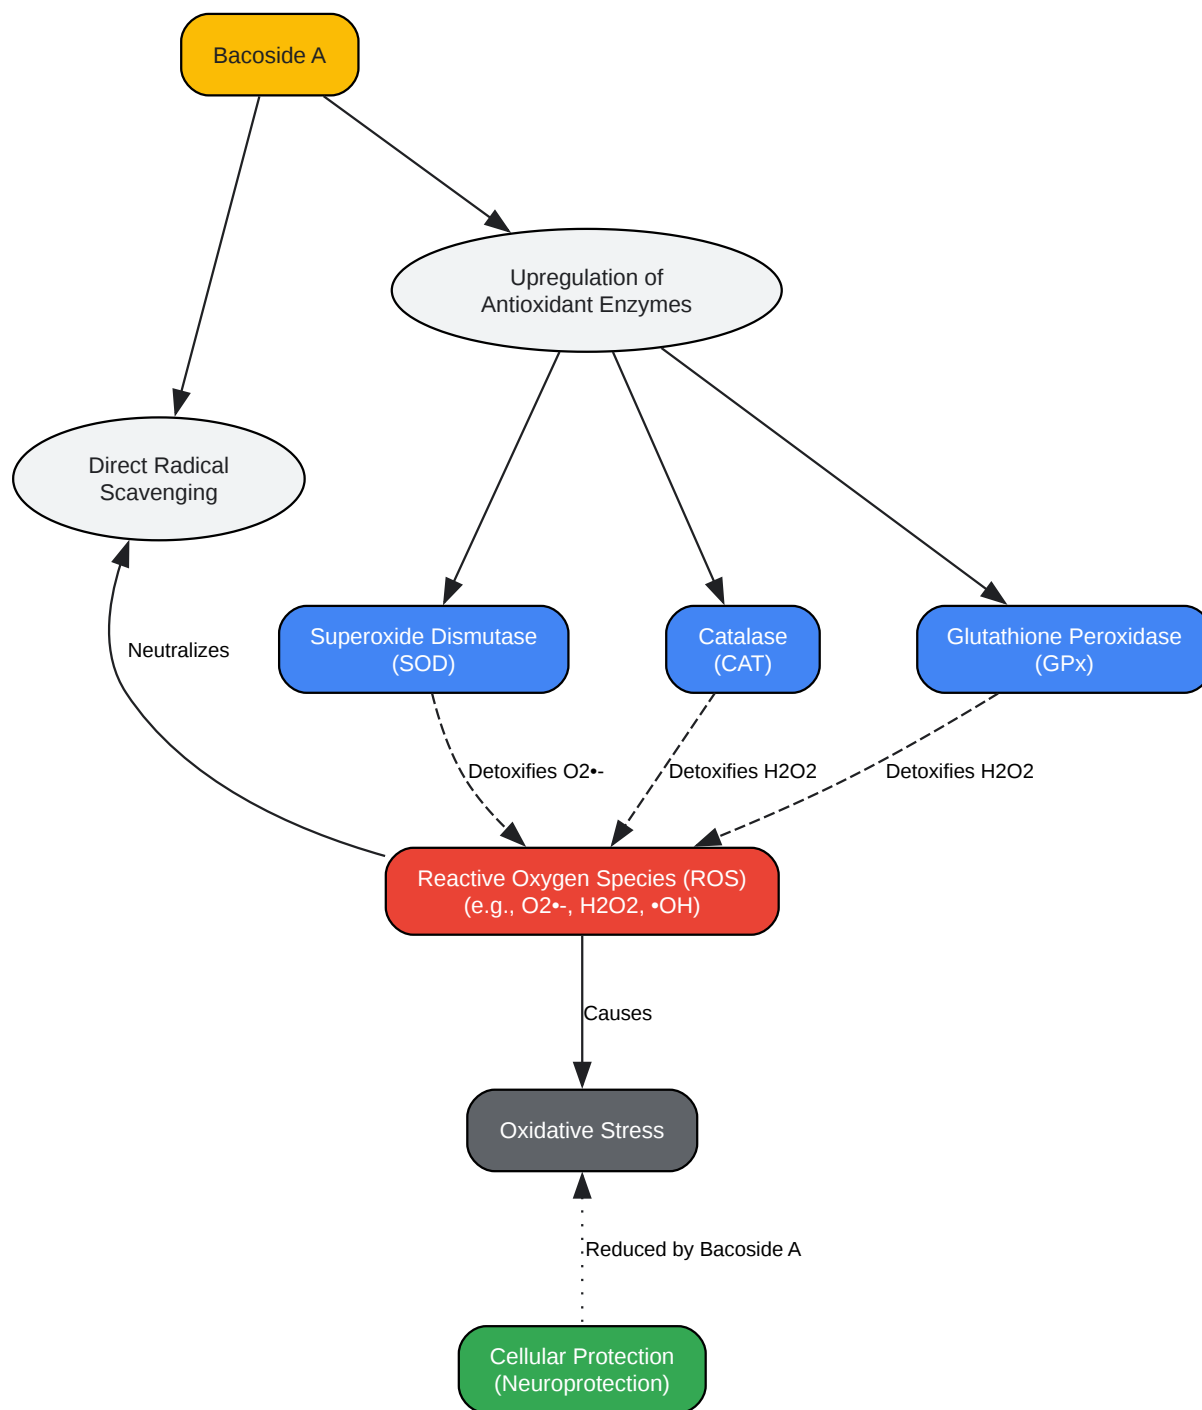 Bacoside A
Upregulation of
Antioxidant Enzymes
Direct Radical
Scavenging
Superoxide Dismutase
(SOD)
Catalase
(CAT)
Glutathione Peroxidase
(GPx)
Neutralizes
Detoxifies O2•-
Detoxifies H2O2
Detoxifies H2O2
Reactive Oxygen Species (ROS)
(e.g., O2•-, H2O2, •OH)
Causes
Oxidative Stress
Reduced by Bacoside A
Cellular Protection
(Neuroprotection)